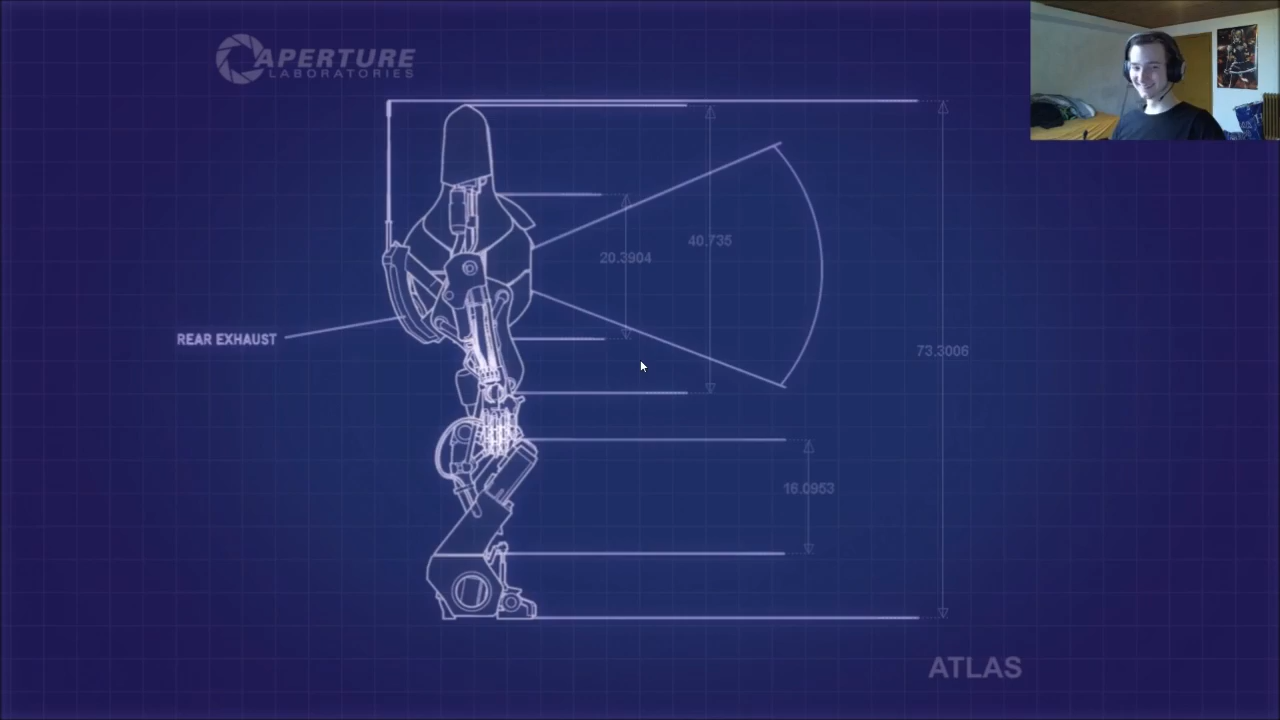 APERTURE
LABORATORIES
40.735
20.3904
REAR EXHAUST
73.3006
16.0953
ATLAS